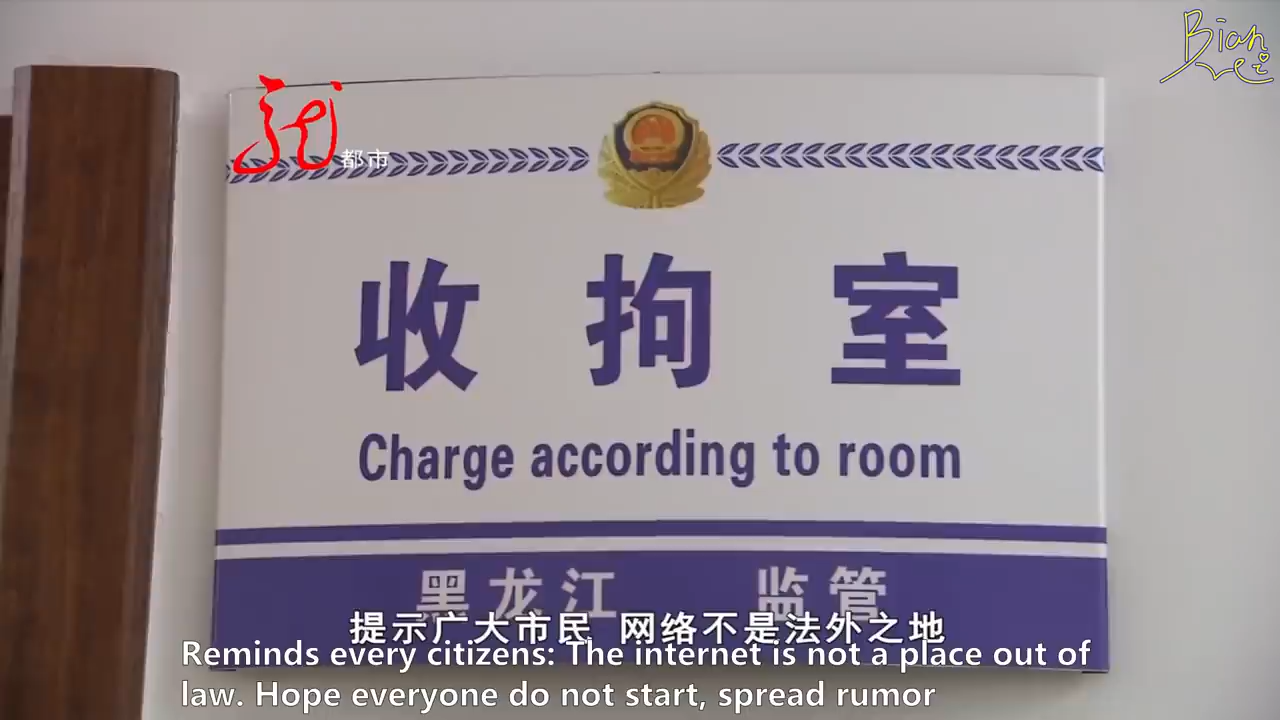 Bian
Wei
都市
收拘室
Charge according to room
黑龙江 监管
提示广大市民 网络不是法外之地
Reminds every citizens: The internet is not a place out of
law. Hope everyone do not start, spread rumor